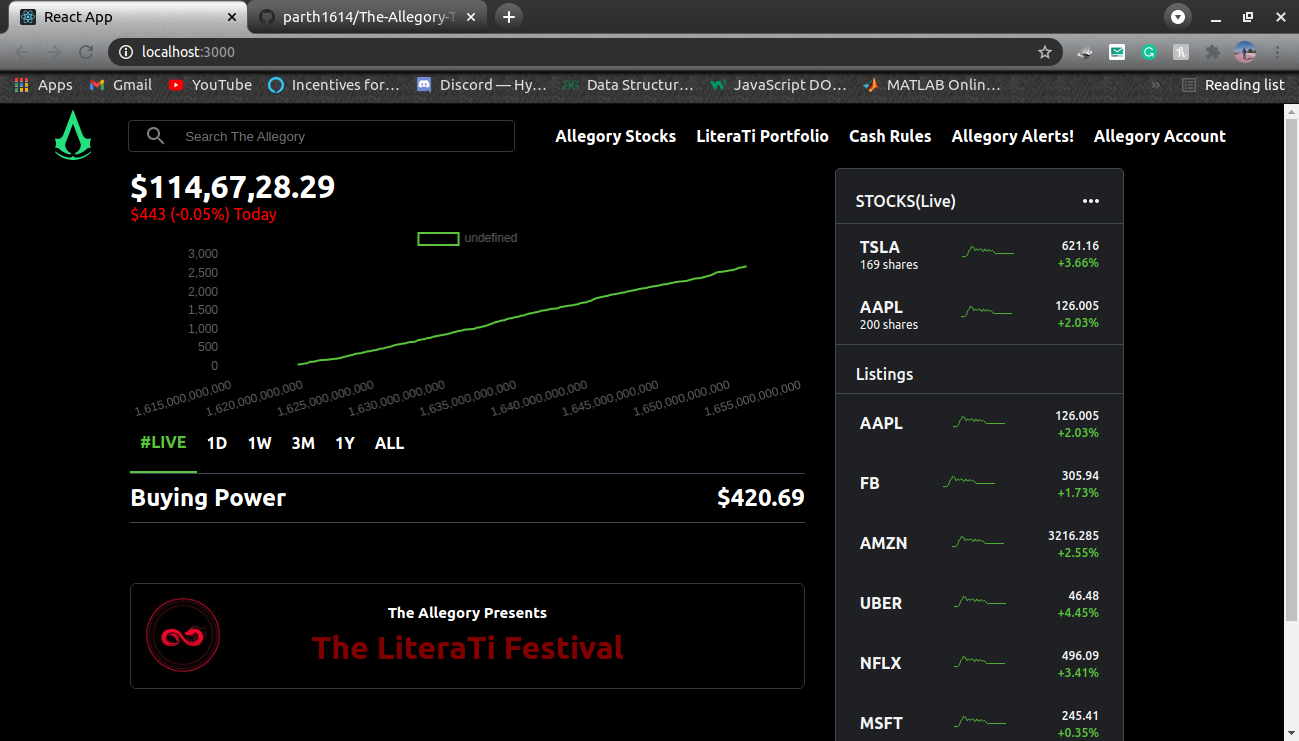 React App
parth1614/The-Allegory-T
localhost:3000
Apps Gmail YouTube Incentives for… Discord — Hy… DG Data Structur… JavaScript DO… MATLAB Onlin… » Reading list
Search The Allegory
Allegory Stocks LiteraTi Portfolio Cash Rules Allegory Alerts! Allegory Account
$114,67,28.29
$443 (-0.05%) Today
undefined
3,000
2,500
2,000
1,500
1,000
500
0
1,615,000,000,000 1,620,000,000,000 1,625,000,000,000 1,630,000,000,000 1,635,000,000,000 1,640,000,000,000 1,645,000,000,000 1,650,000,000,000 1,655,000,000,000
#LIVE 1D 1W 3M 1Y ALL
Buying Power $420.69
The Allegory Presents
The LiteraTi Festival
STOCKS(Live)
TSLA 621.16
169 shares +3.66%
AAPL 126.005
200 shares +2.03%
Listings
AAPL 126.005
+2.03%
FB 305.94
+1.73%
AMZN 3216.285
+2.55%
UBER 46.48
+4.45%
NFLX 496.09
+3.41%
MSFT 245.41
+0.35%